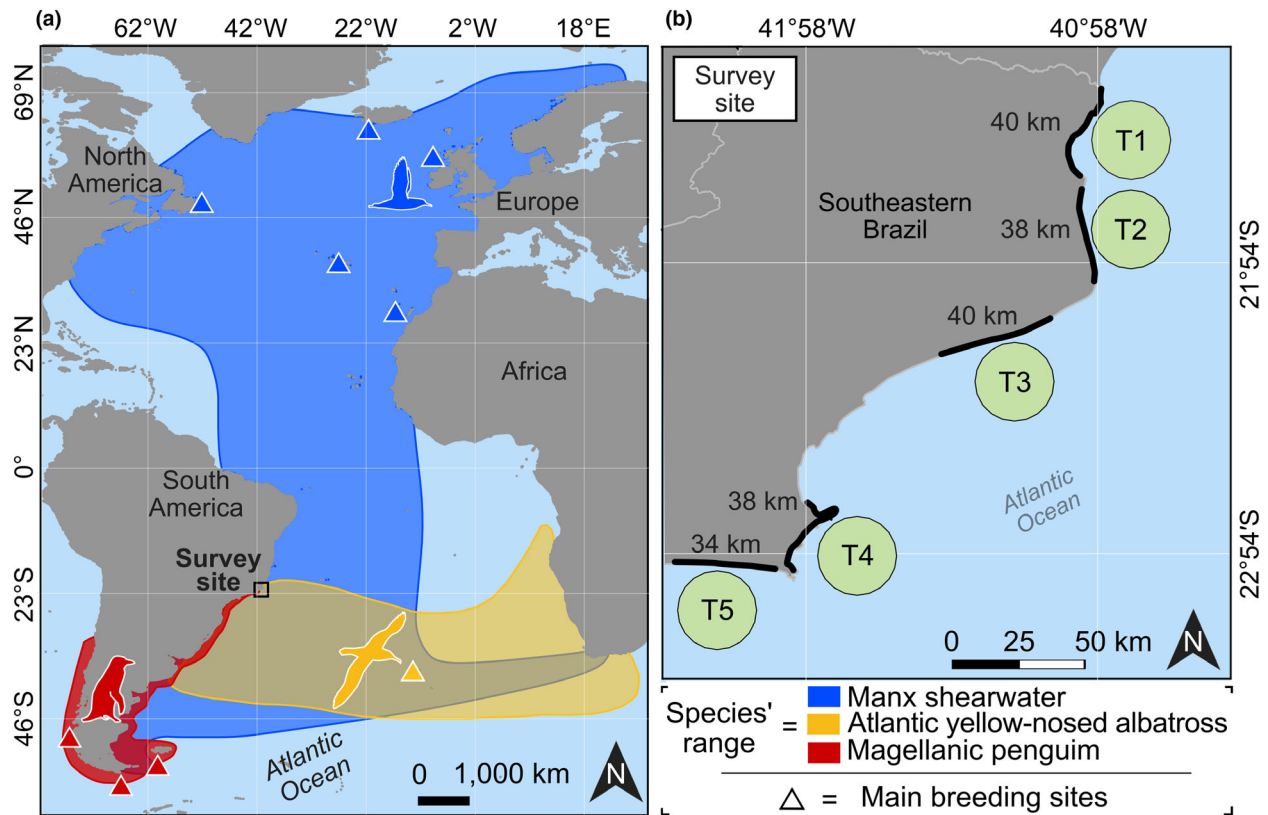 (a)
62°W 42°W 22°W 2°W 18°E
69°N
46°N
23°N
0°
23°S
46°S
North
America
Europe
Africa
South
America
Survey
site
Atlantic
Ocean
0 1,000 km
N
(b)
41°58'W 40°58'W
Survey
site
40 km
T1
Southeastern
Brazil
38 km
T2
21°54'S
40 km
T3
Atlantic
Ocean
38 km
T4
34 km
T5
22°54'S
0 25 50 km
N
Species'
range
=
Manx shearwater
Atlantic yellow-nosed albatross
Magellanic penguim
= Main breeding sites